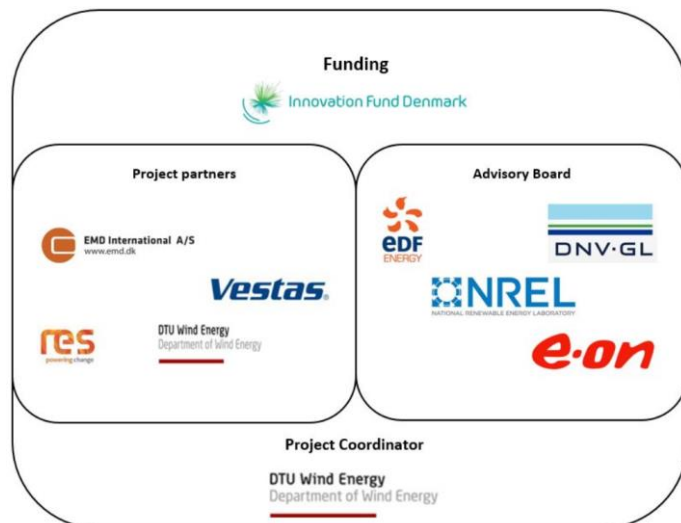 Funding
Innovation Fund Denmark
Project partners
EMD International A/S
www.emd.dk
Vestas®
res
powering change
DTU Wind Energy
Department of Wind Energy
Advisory Board
eDF
ENERGY
DNV·GL
NREL
NATIONAL RENEWABLE ENERGY LABORATORY
e·on
Project Coordinator
DTU Wind Energy
Department of Wind Energy